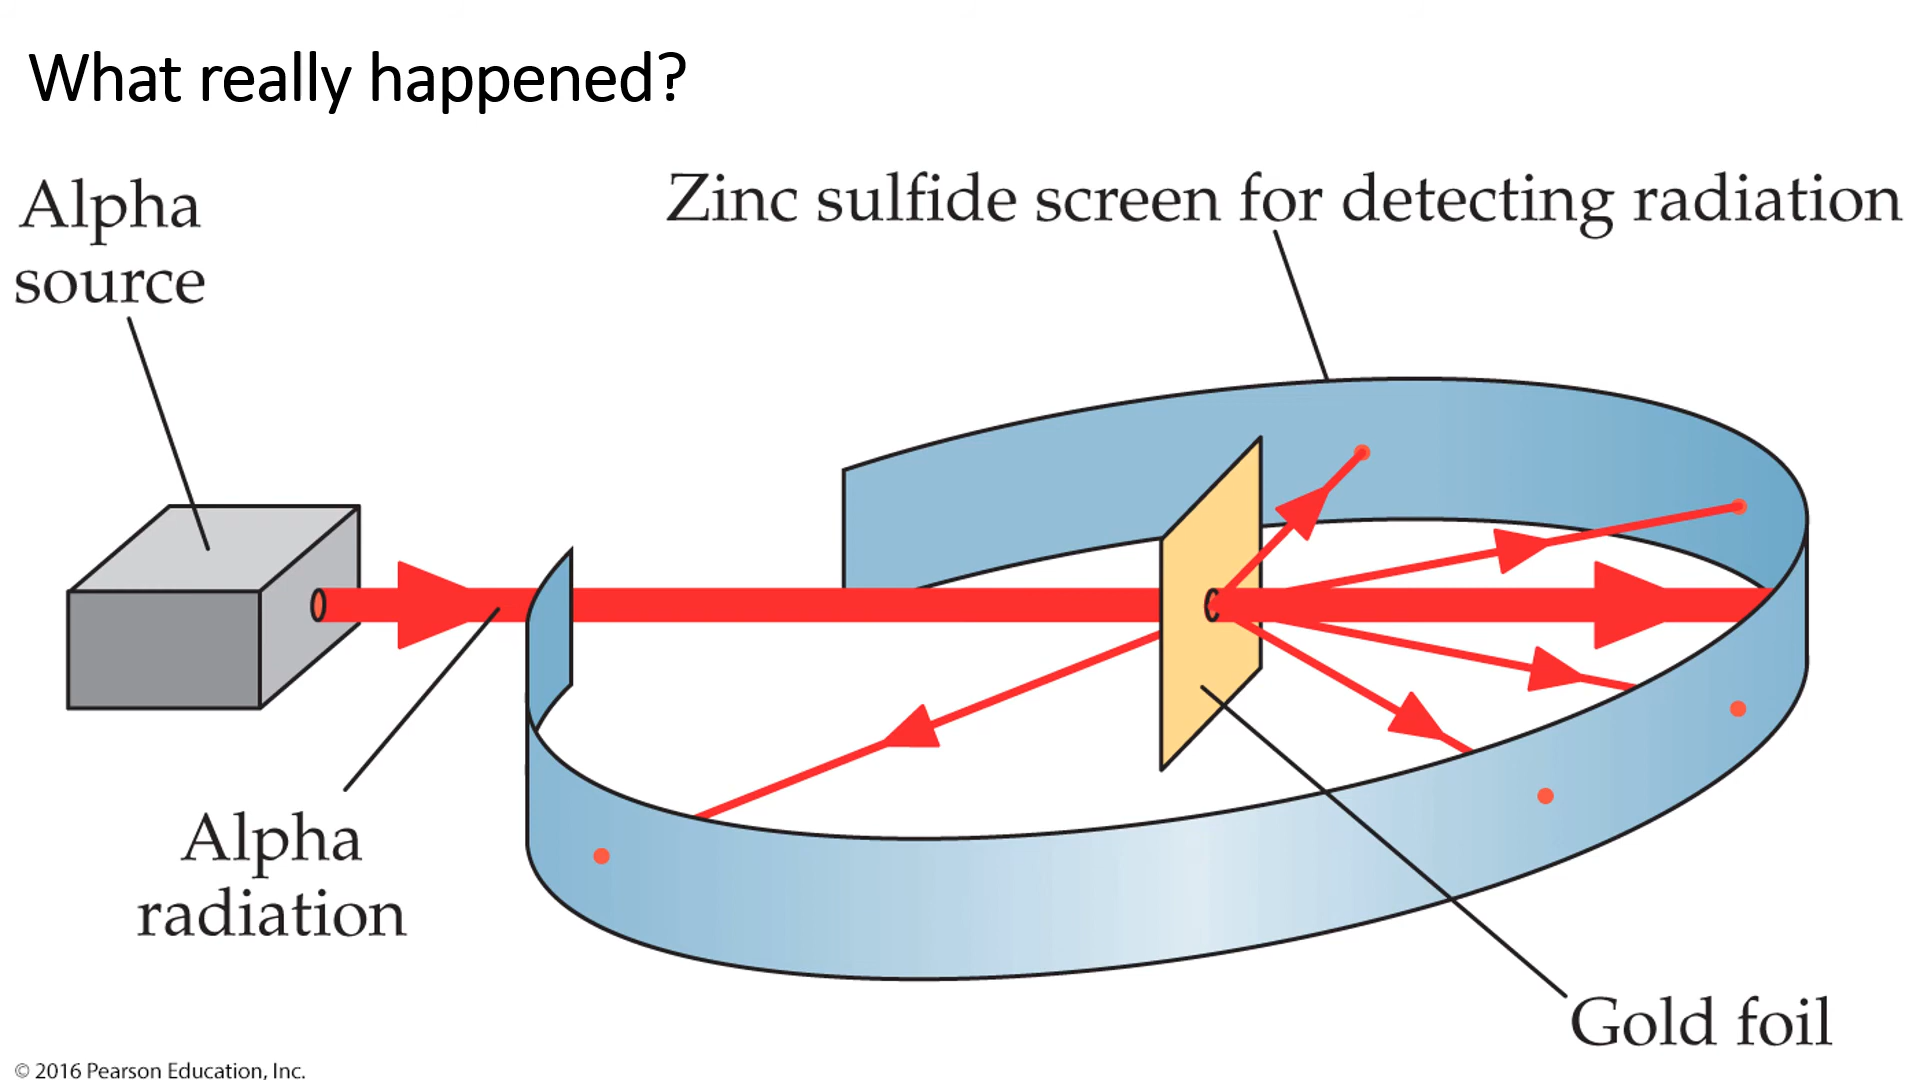 What really happened?
Alpha
source
Zinc sulfide screen for detecting radiation
Alpha
radiation
Gold foil
© 2016 Pearson Education, Inc.